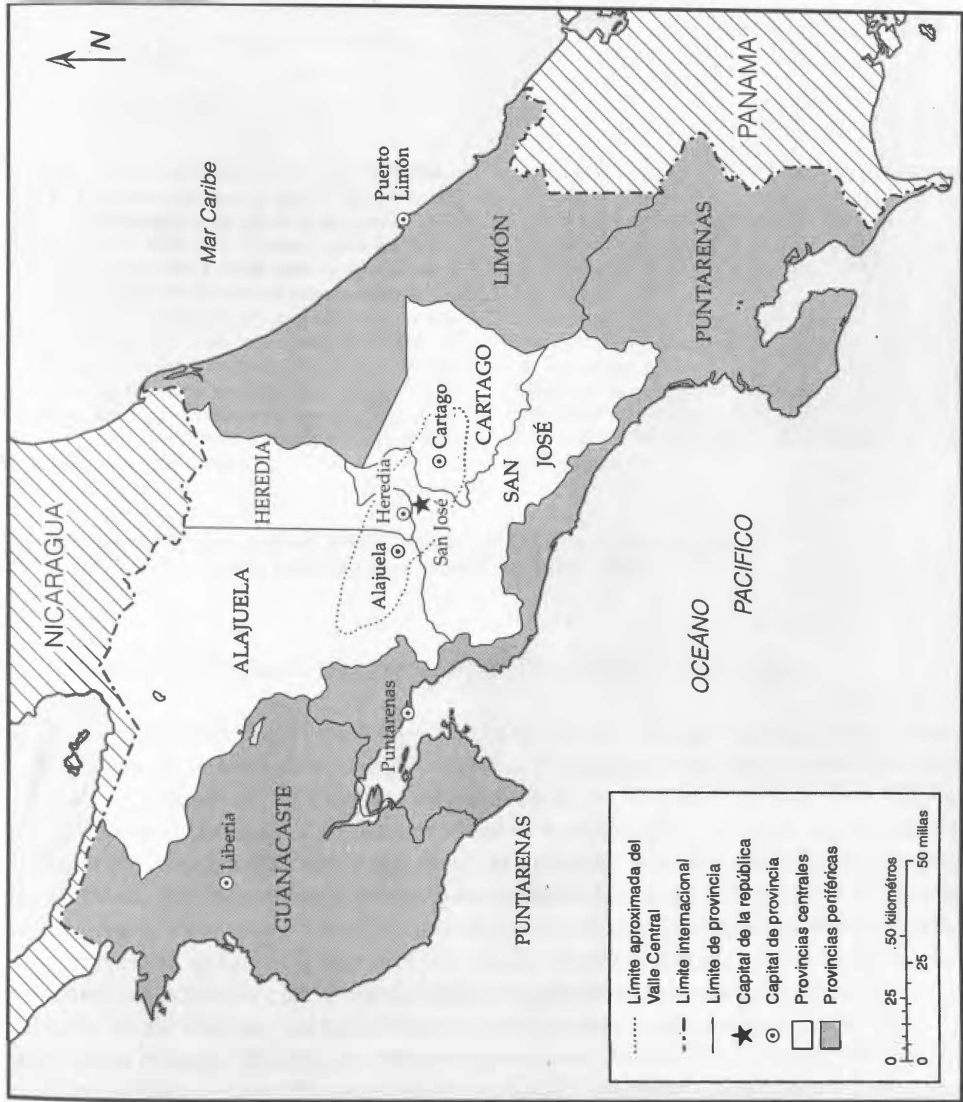 N
NICARAGUA
Mar Caribe
Puerto
Limón
HEREDIA
ALAJUELA
LIMÓN
PANAMA
Liberia
GUANACASTE
Puntarenas
Alajuela
Heredia
San José
Cartago
CARTAGO
SAN
JOSÉ
PUNTARENAS
PUNTARENAS
OCEÁNO
PACIFICO
Límite aproximada del
Valle Central
Límite internacional
Límite de provincia
Capital de la república
Capital de provincia
Provincias centrales
Provincias periféricas
0 25 50 kilométros
0 25 50 millas